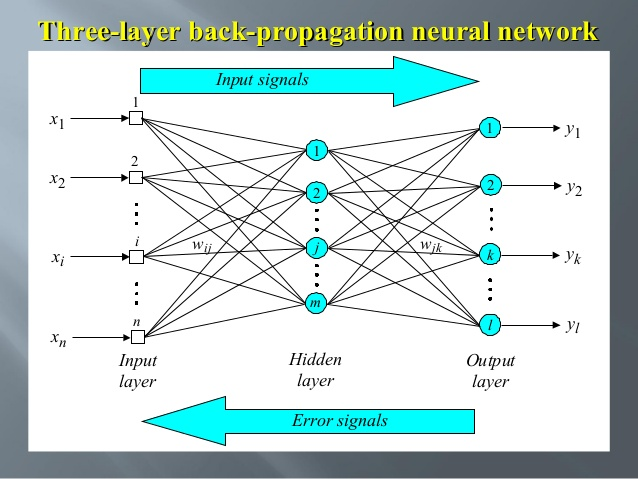 Three-layer back-propagation neural network
Input signals
1
x1
1
1
y1
2
x2
2
2
y2
i
xi
wij
j
wjk
k
yk
n
xn
m
l
yl
Input
layer
Hidden
layer
Output
layer
Error signals